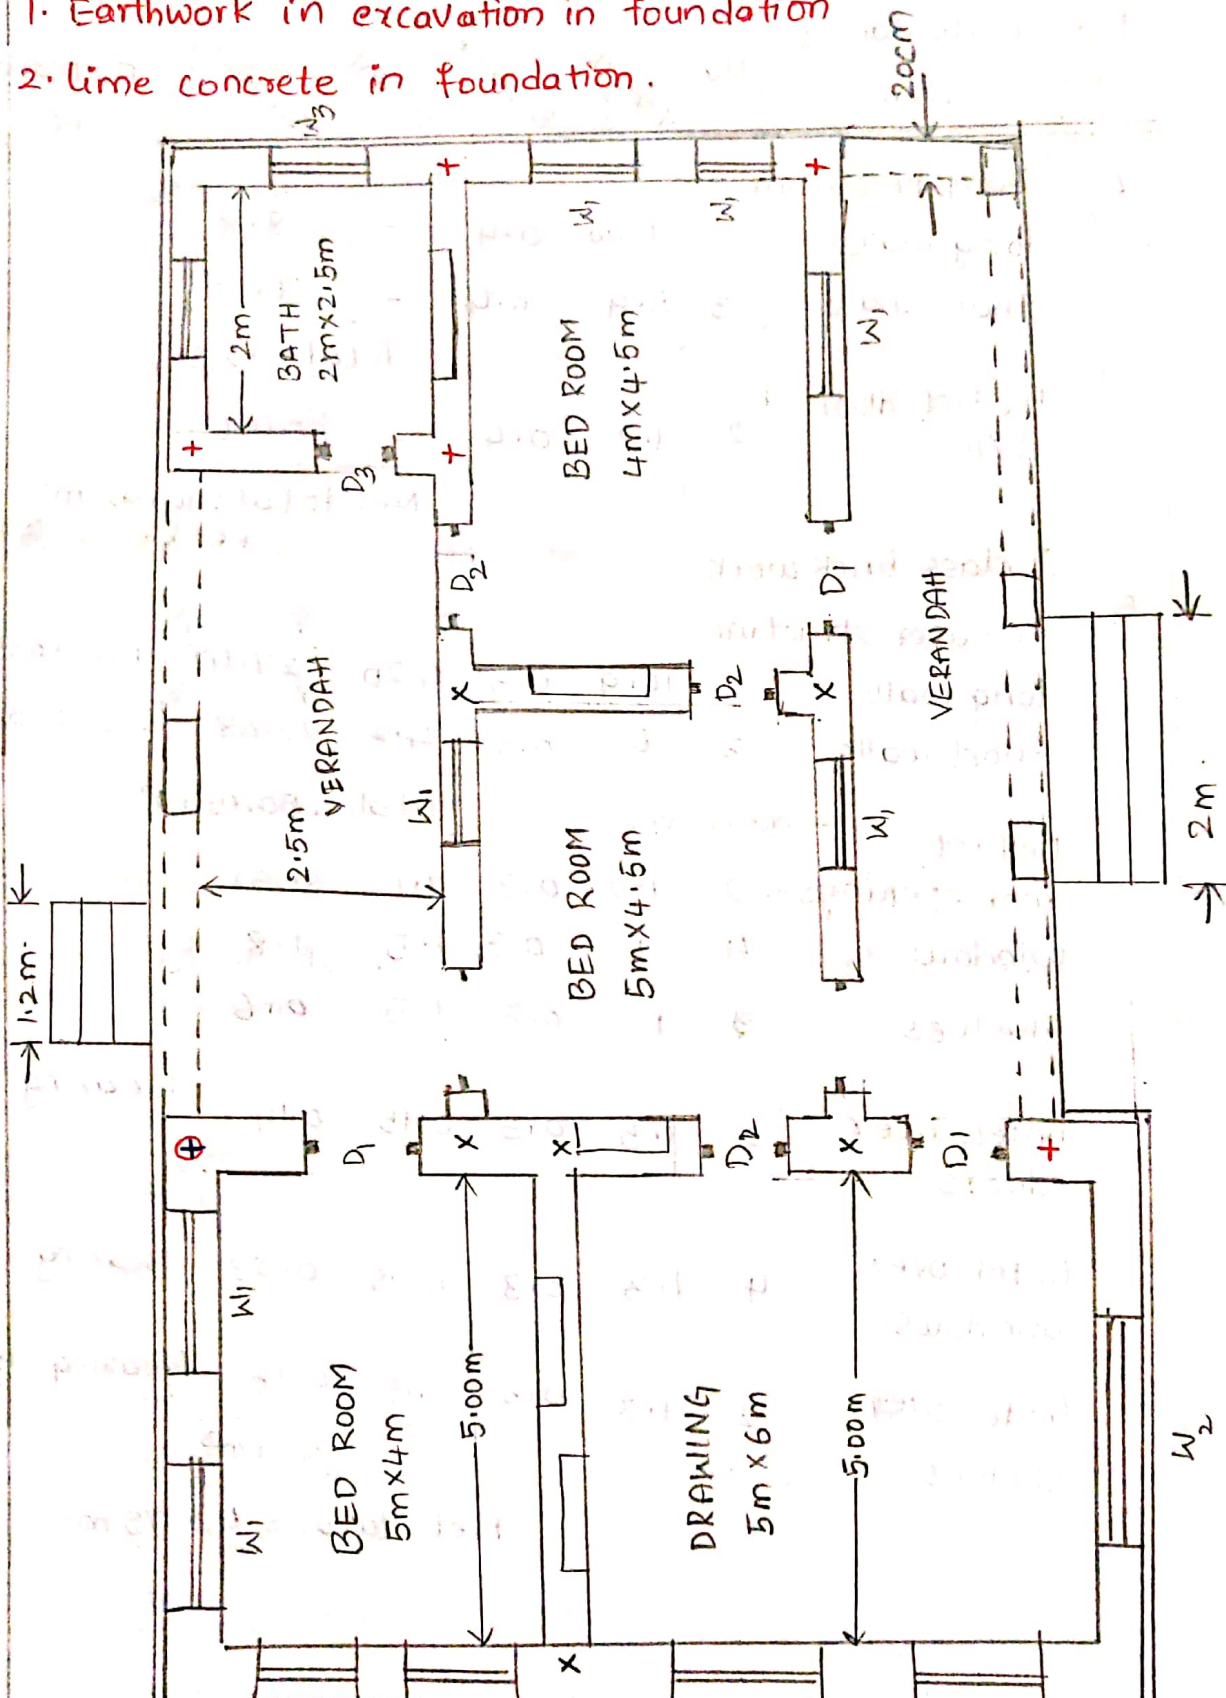 1. Earthwork in excavation in foundation
2. lime concrete in foundation.
20cm
W3
W1
W1
2m
BATH
2m×2.5m
BED ROOM
4m×4.5m
W1
D3
D2
D1
VERANDAH
VERANDAH
D2
W1
W1
2.5m
BED ROOM
5m×4.5m
1.2m.
2m.
D1
D2
D1
W1
W1
5.00m
BED ROOM
5m×4m
DRAWING
5m×6m
5.00m
W2